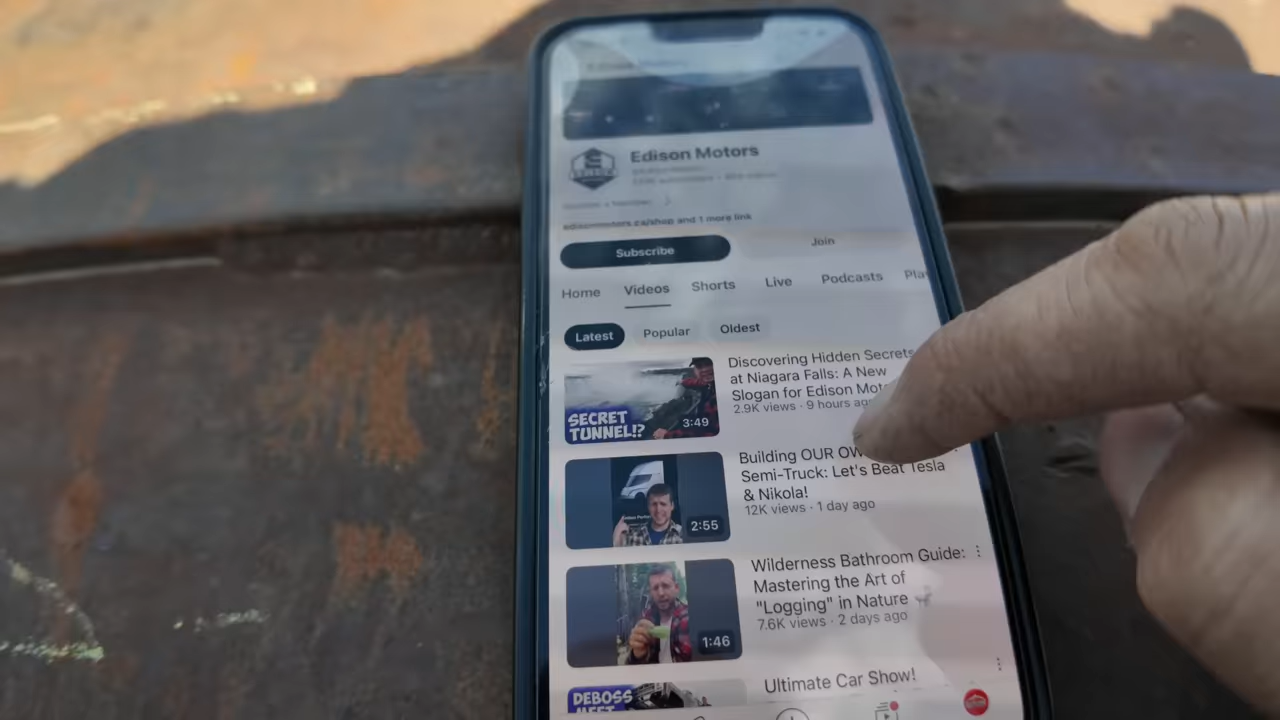 Edison Motors
edisonmotors.ca/shop and 1 more link
Subscribe
Join
Home
Videos
Shorts
Live
Podcasts
Latest
Popular
Oldest
SECRET
TUNNEL!?
3:49
Discovering Hidden Secrets
at Niagara Falls: A New
Slogan for Edison
2.9K views · 9 hours ago
2:55
Building OUR
Semi-Truck: Let's Beat Tesla
& Nikola!
12K views · 1 day ago
1:46
Wilderness Bathroom Guide:
Mastering the Art of
"Logging" in Nature
7.6K views · 2 days ago
DEBOSS
Ultimate Car Show!